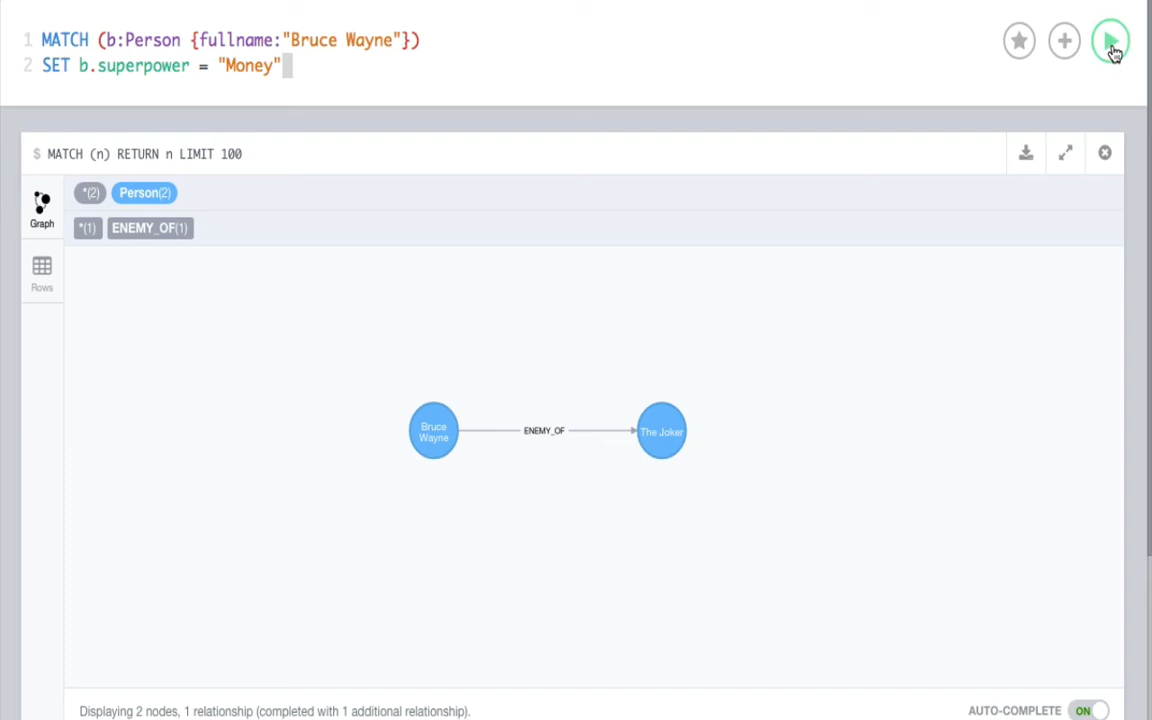 1 MATCH (b:Person {fullname:"Bruce Wayne"})
2 SET b.superpower = "Money"
$ MATCH (n) RETURN n LIMIT 100
Graph
*(2) Person(2)
*(1) ENEMY_OF(1)
Rows
Bruce
Wayne
ENEMY_OF
The Joker
Displaying 2 nodes, 1 relationship (completed with 1 additional relationship).
AUTO-COMPLETE ON